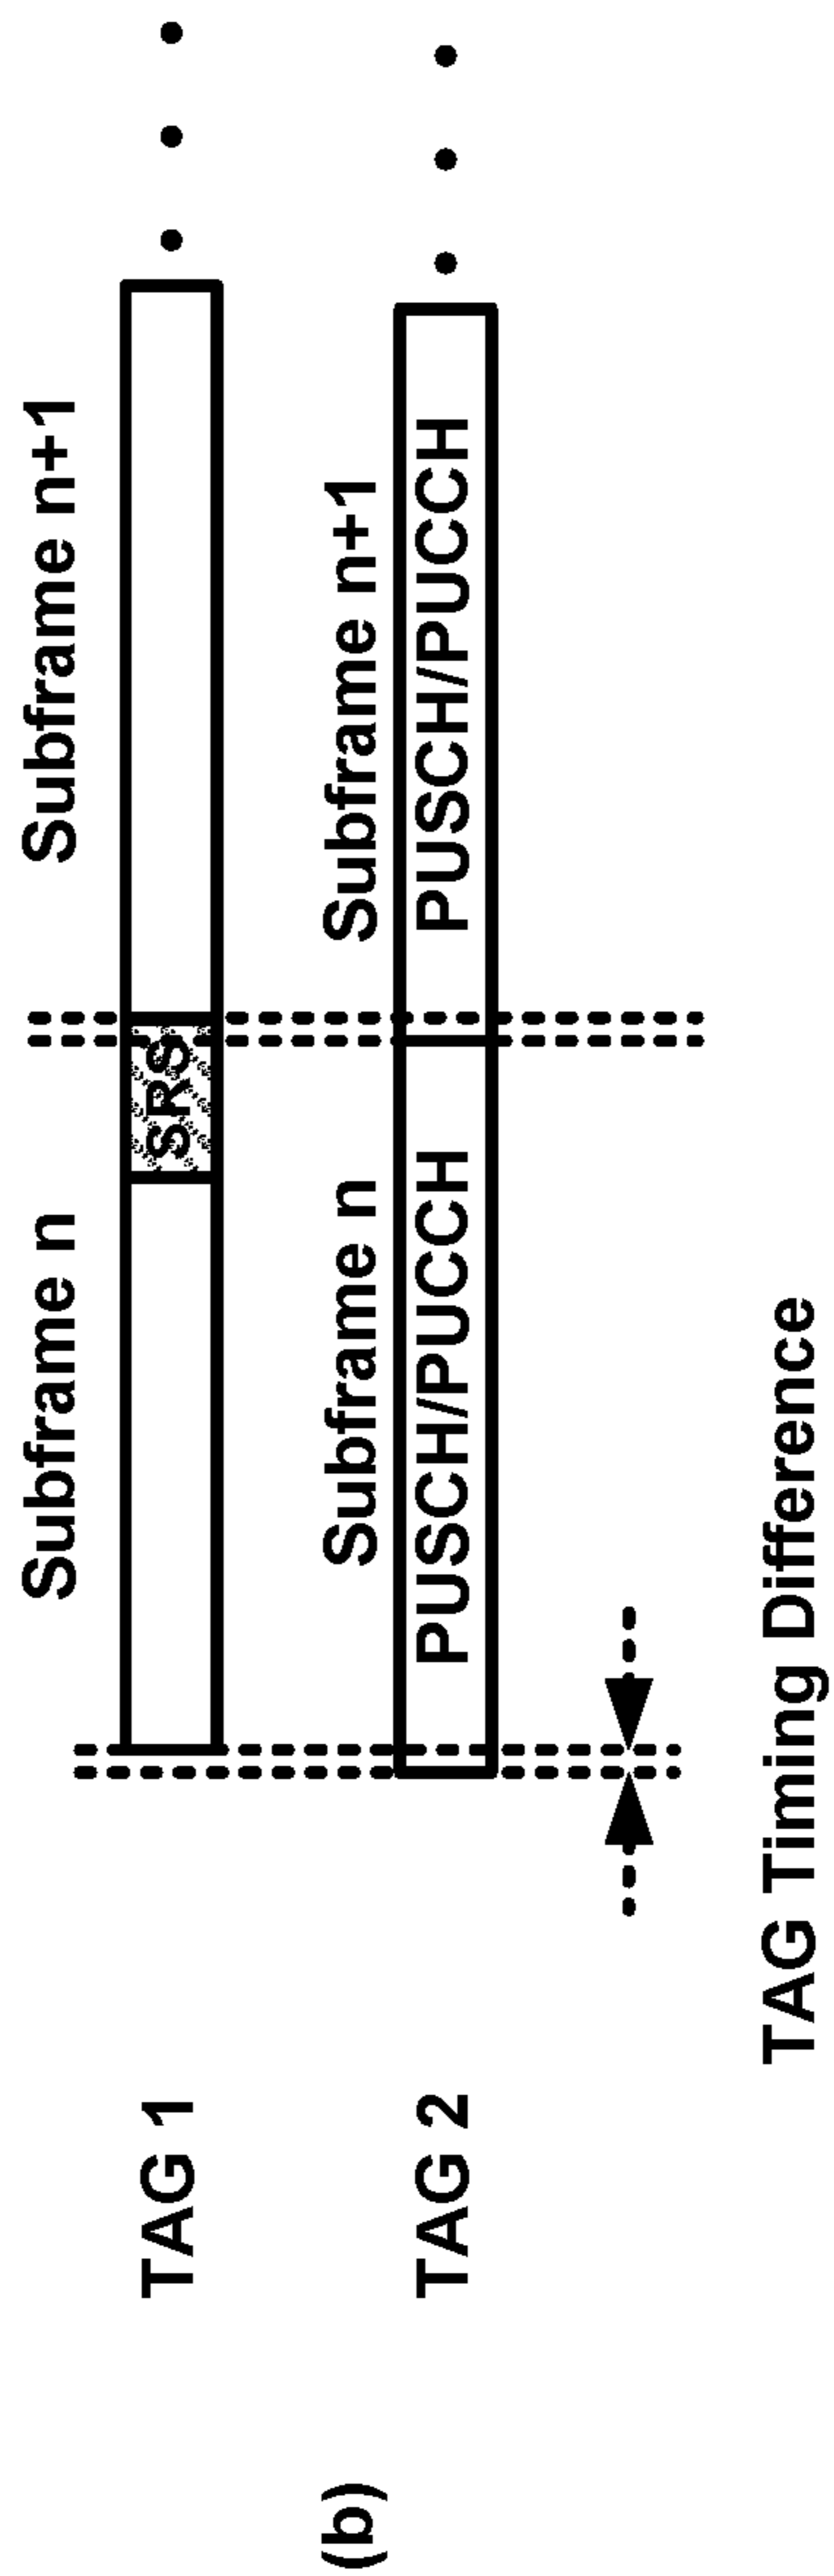 Subframe n
Subframe n+1
TAG 1
SRS
Subframe n
Subframe n+1
(b)
TAG 2
PUSCH/PUCCH
PUSCH/PUCCH
TAG Timing Difference